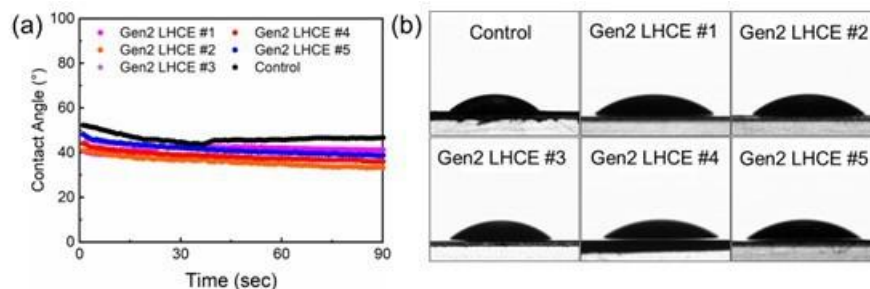 (a)
100
80
60
40
20
0
Contact Angle (°)
Gen2 LHCE #1 Gen2 LHCE #4
Gen2 LHCE #2 Gen2 LHCE #5
Gen2 LHCE #3 Control
0 30 60 90
Time (sec)
(b)
Control Gen2 LHCE #1 Gen2 LHCE #2
Gen2 LHCE #3 Gen2 LHCE #4 Gen2 LHCE #5